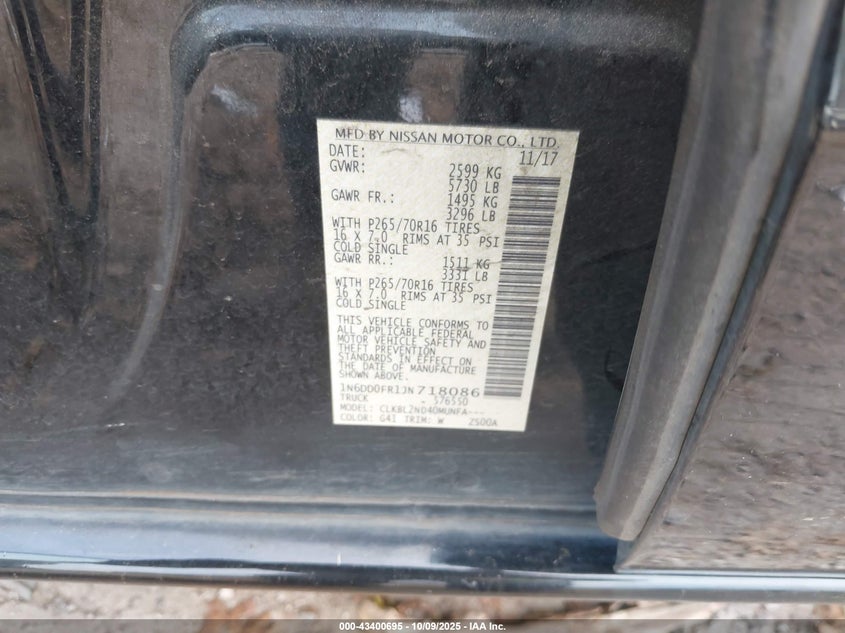 MFD BY NISSAN MOTOR CO., LTD.
DATE: 11/17
GVWR: 2599 KG
5730 LB
GAWR FR.: 1495 KG
3296 LB
WITH P265/70R16 TIRES
16 X 7.0 RIMS AT 35 PSI
COLD SINGLE
GAWR RR.: 1511 KG
3331 LB
WITH P265/70R16 TIRES
16 X 7.0 RIMS AT 35 PSI
COLD SINGLE
THIS VEHICLE CONFORMS TO
ALL APPLICABLE FEDERAL
MOTOR VEHICLE SAFETY AND
THEFT PREVENTION
STANDARDS IN EFFECT ON
THE DATE OF MANUFACTURE
SHOWN ABOVE.
1N6DD0FR1JN718086
TRUCK 576550
MODEL: CLKBLZND40MUNFA---
COLOR: G41 TRIM: W 2S00A
000-43400695 - 10/09/2025 - IAA Inc.